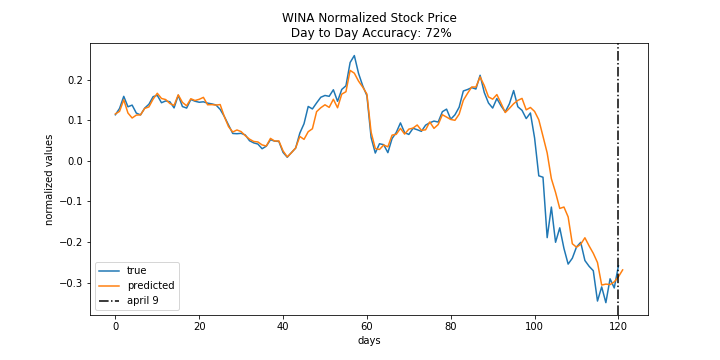 WINA Normalized Stock Price
Day to Day Accuracy: 72%
normalized values
0.2
0.1
0.0
−0.1
−0.2
−0.3
true
predicted
april 9
0 20 40 60 80 100 120
days